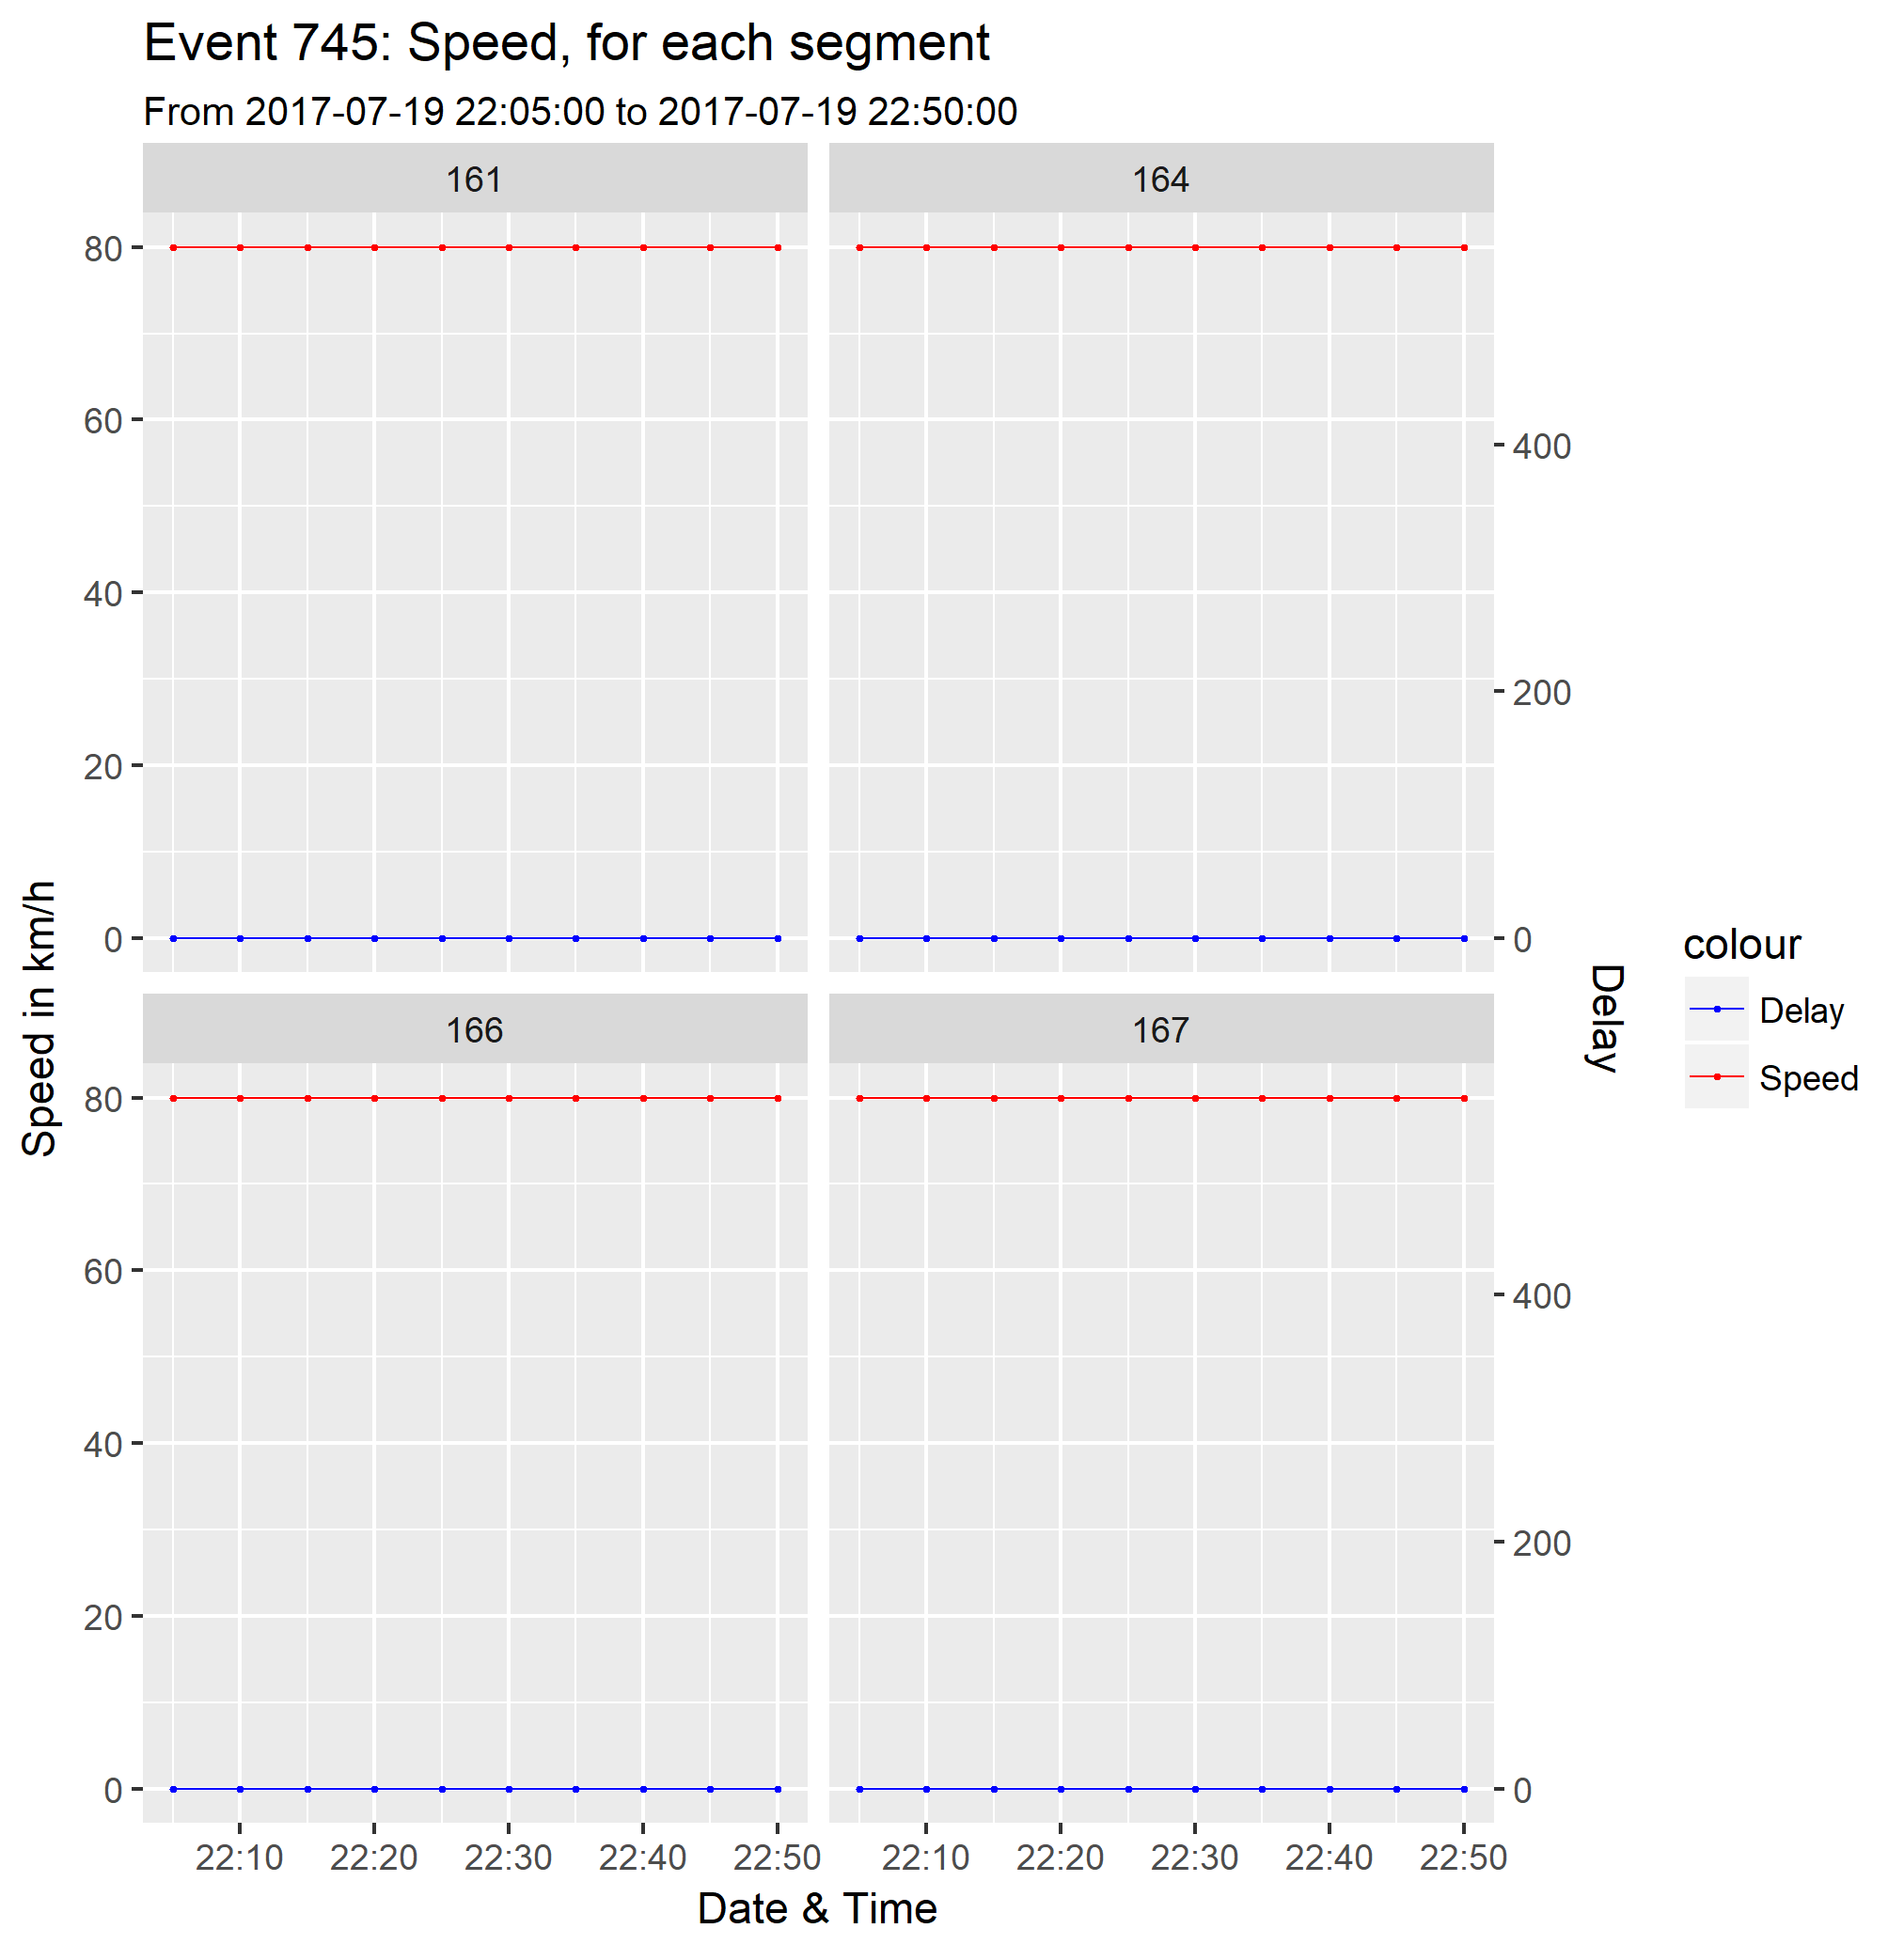 Event 745: Speed, for each segment
From 2017-07-19 22:05:00 to 2017-07-19 22:50:00
161
164
80
60
40
20
0
400
200
0
166
167
80
60
40
20
0
400
200
0
22:10 22:20 22:30 22:40 22:50
22:10 22:20 22:30 22:40 22:50
Date & Time
Speed in km/h
Delay
colour
Delay
Speed